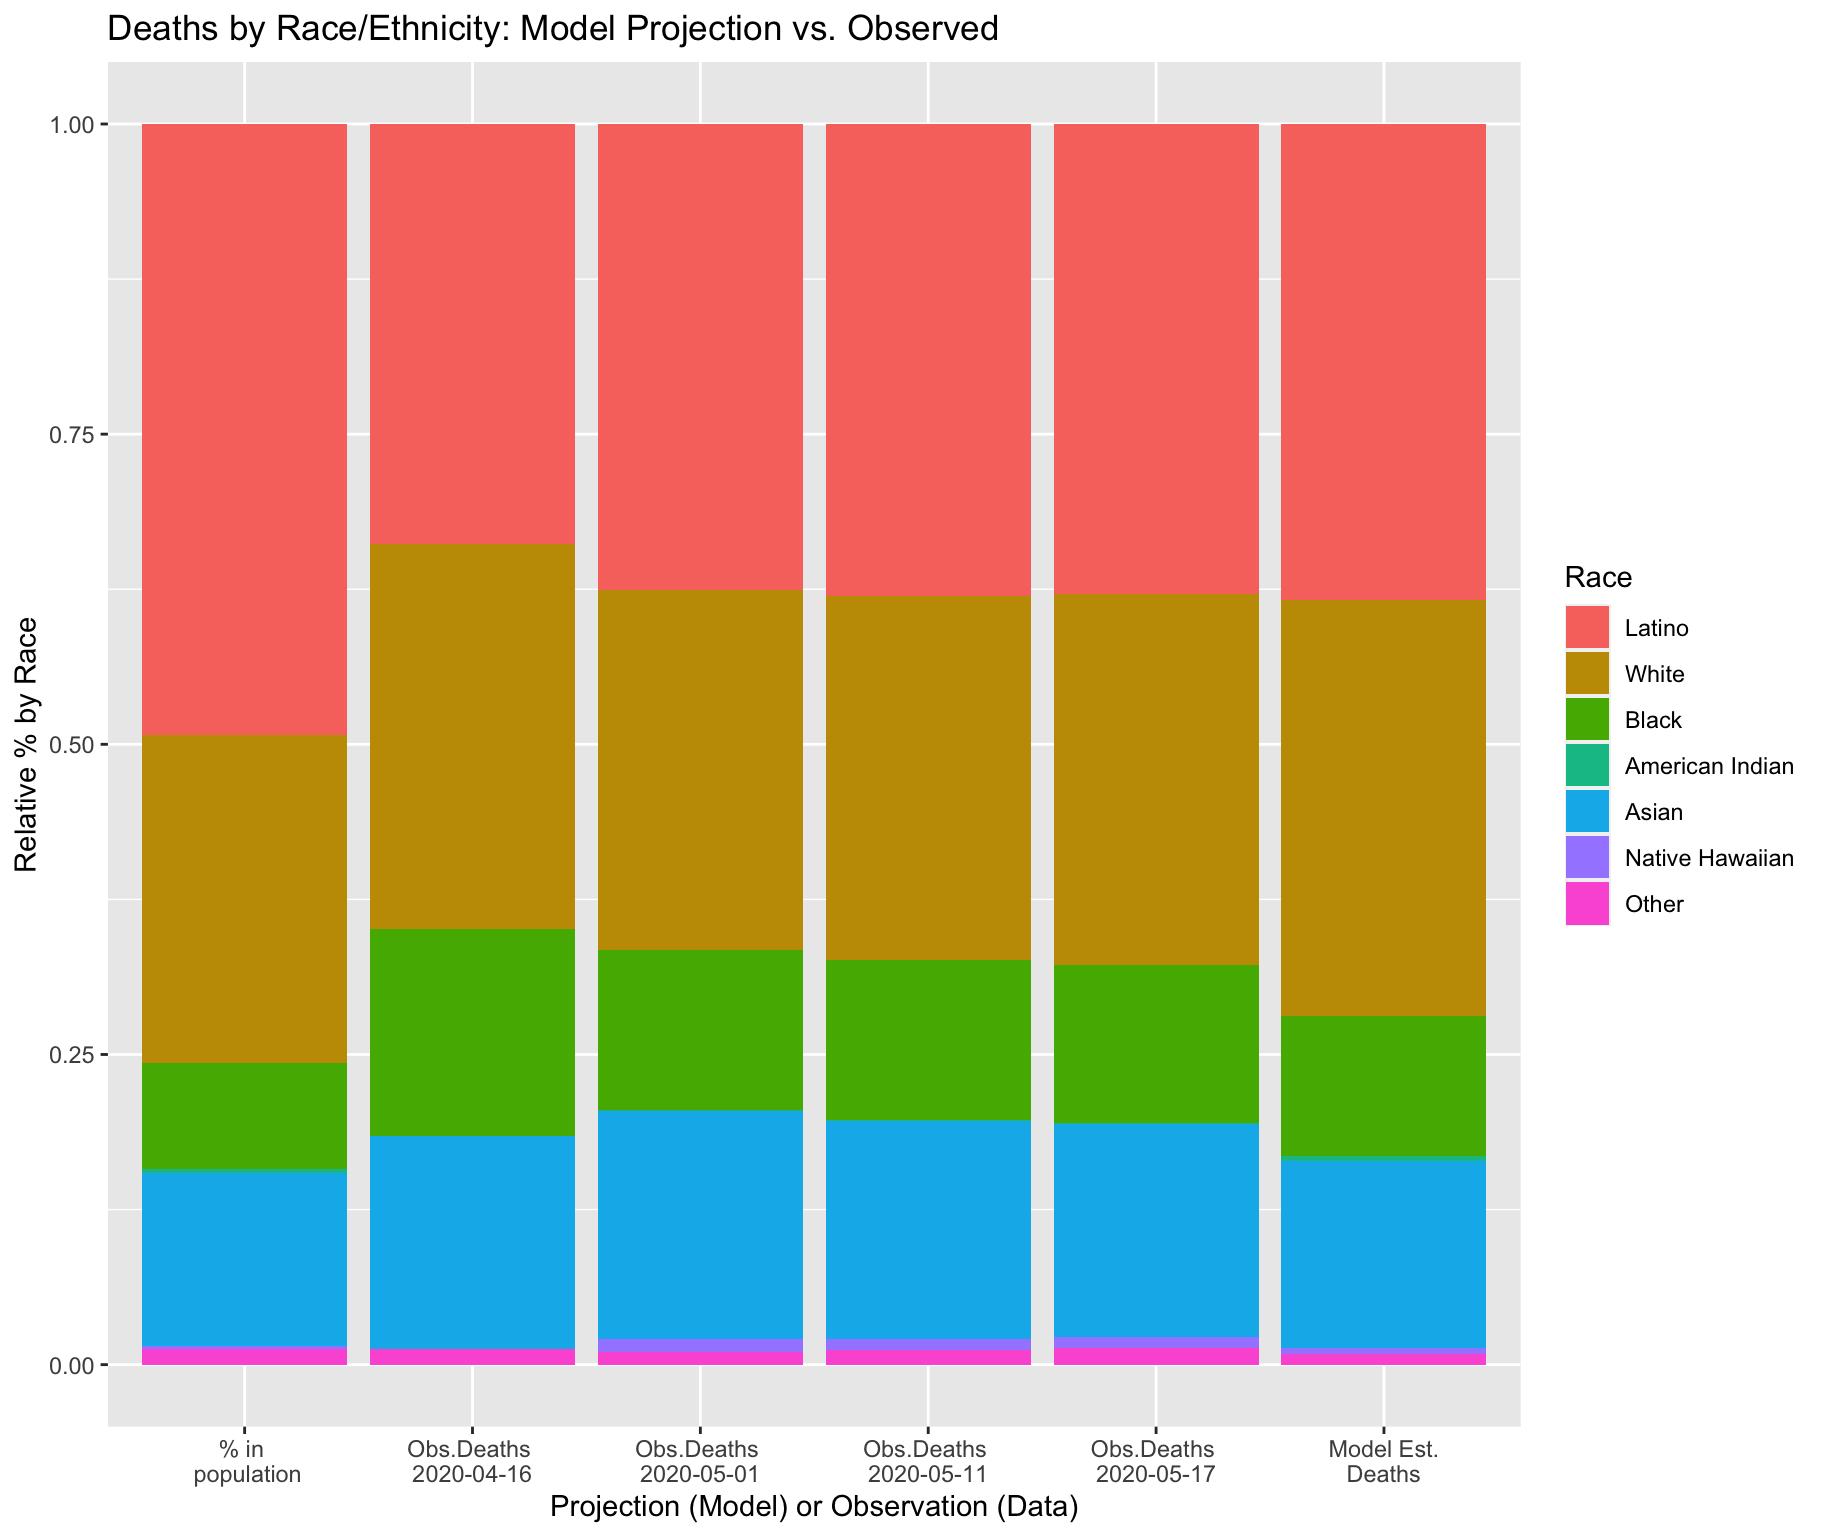 Deaths by Race/Ethnicity: Model Projection vs. Observed
Relative % by Race
1.00
0.75
0.50
0.25
0.00
% in
population
Obs.Deaths
2020-04-16
Obs.Deaths
2020-05-01
Obs.Deaths
2020-05-11
Obs.Deaths
2020-05-17
Model Est.
Deaths
Projection (Model) or Observation (Data)
Race
Latino
White
Black
American Indian
Asian
Native Hawaiian
Other